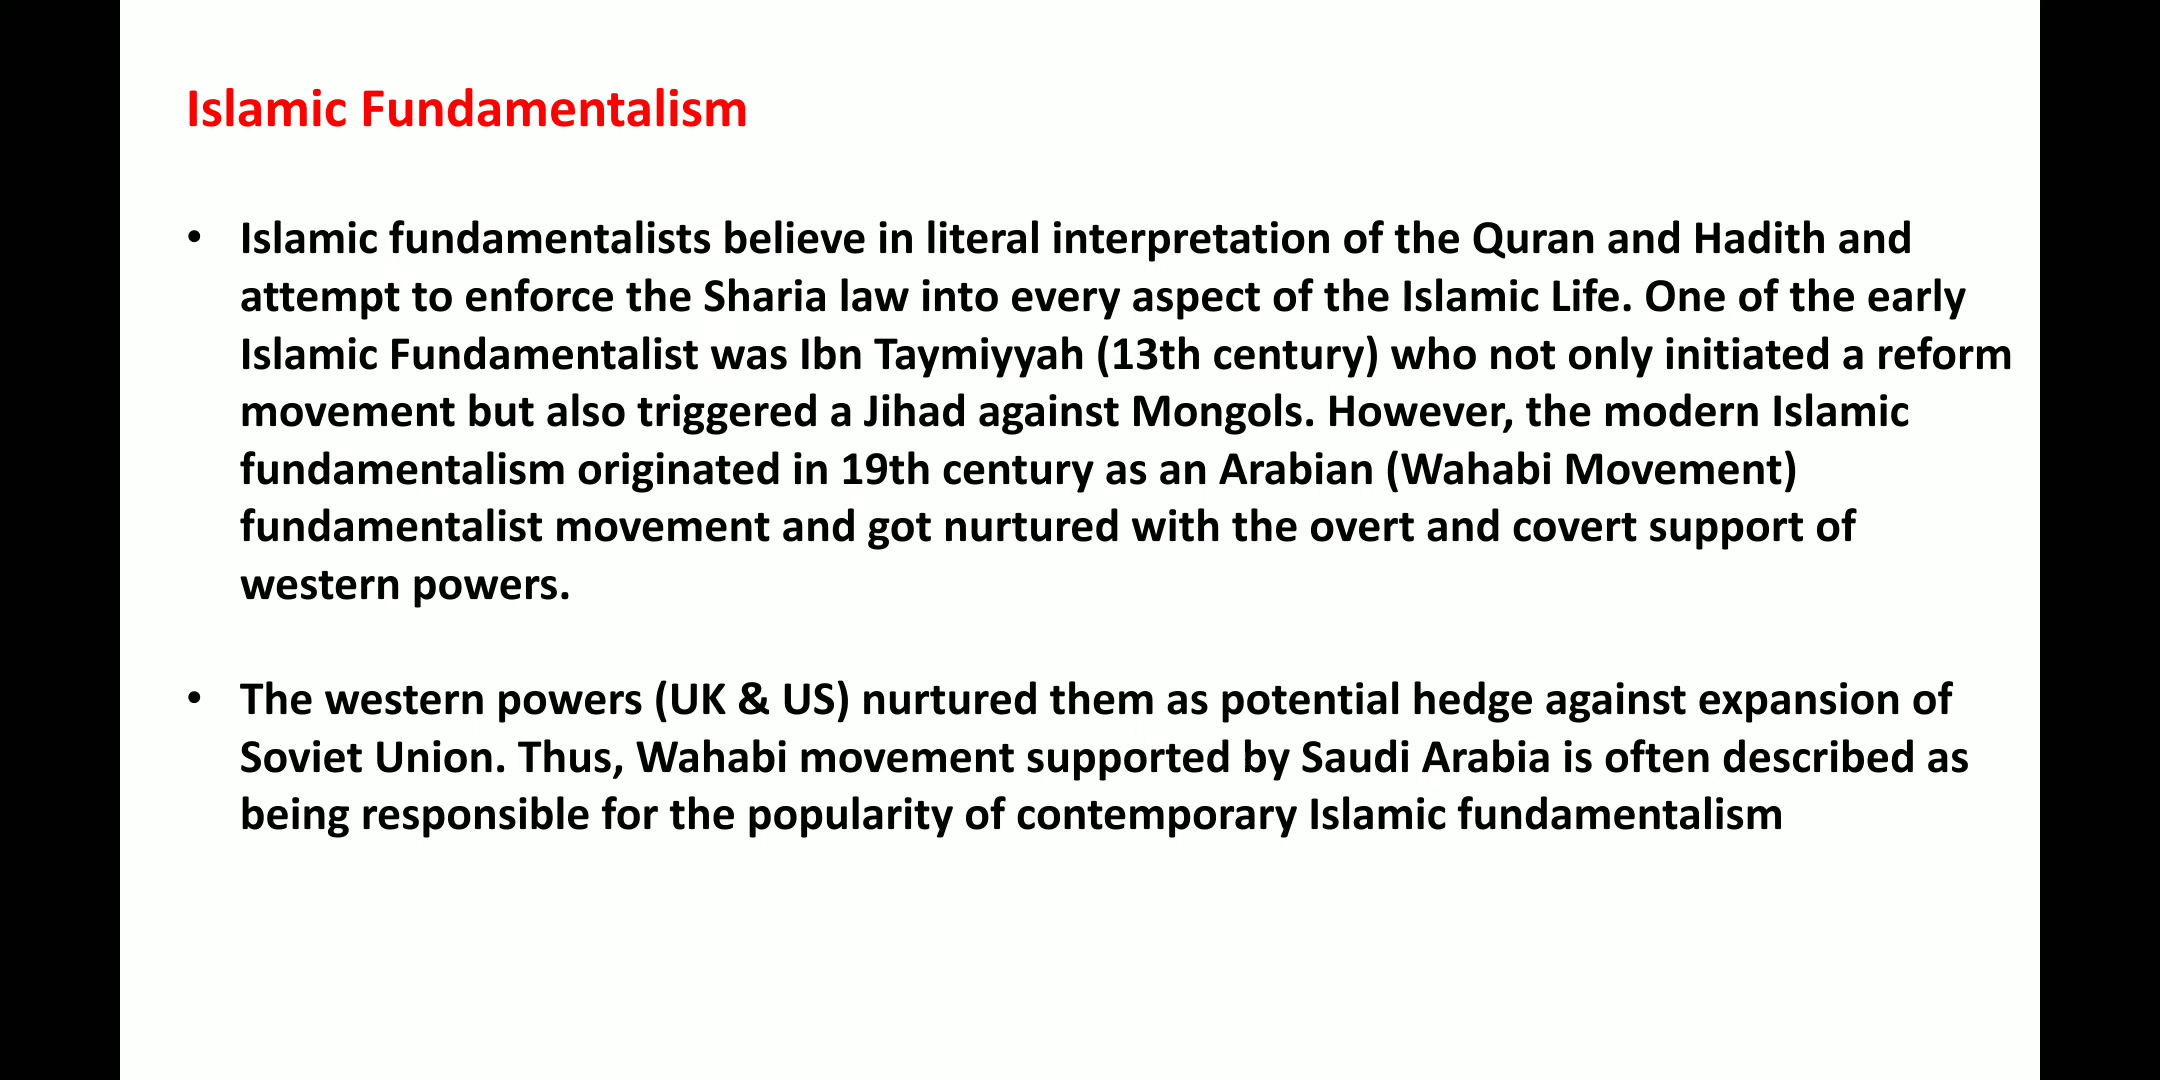 Islamic Fundamentalism
• Islamic fundamentalists believe in literal interpretation of the Quran and Hadith and
attempt to enforce the Sharia law into every aspect of the Islamic Life. One of the early
Islamic Fundamentalist was Ibn Taymiyyah (13th century) who not only initiated a reform
movement but also triggered a Jihad against Mongols. However, the modern Islamic
fundamentalism originated in 19th century as an Arabian (Wahabi Movement)
fundamentalist movement and got nurtured with the overt and covert support of
western powers.
• The western powers (UK & US) nurtured them as potential hedge against expansion of
Soviet Union. Thus, Wahabi movement supported by Saudi Arabia is often described as
being responsible for the popularity of contemporary Islamic fundamentalism